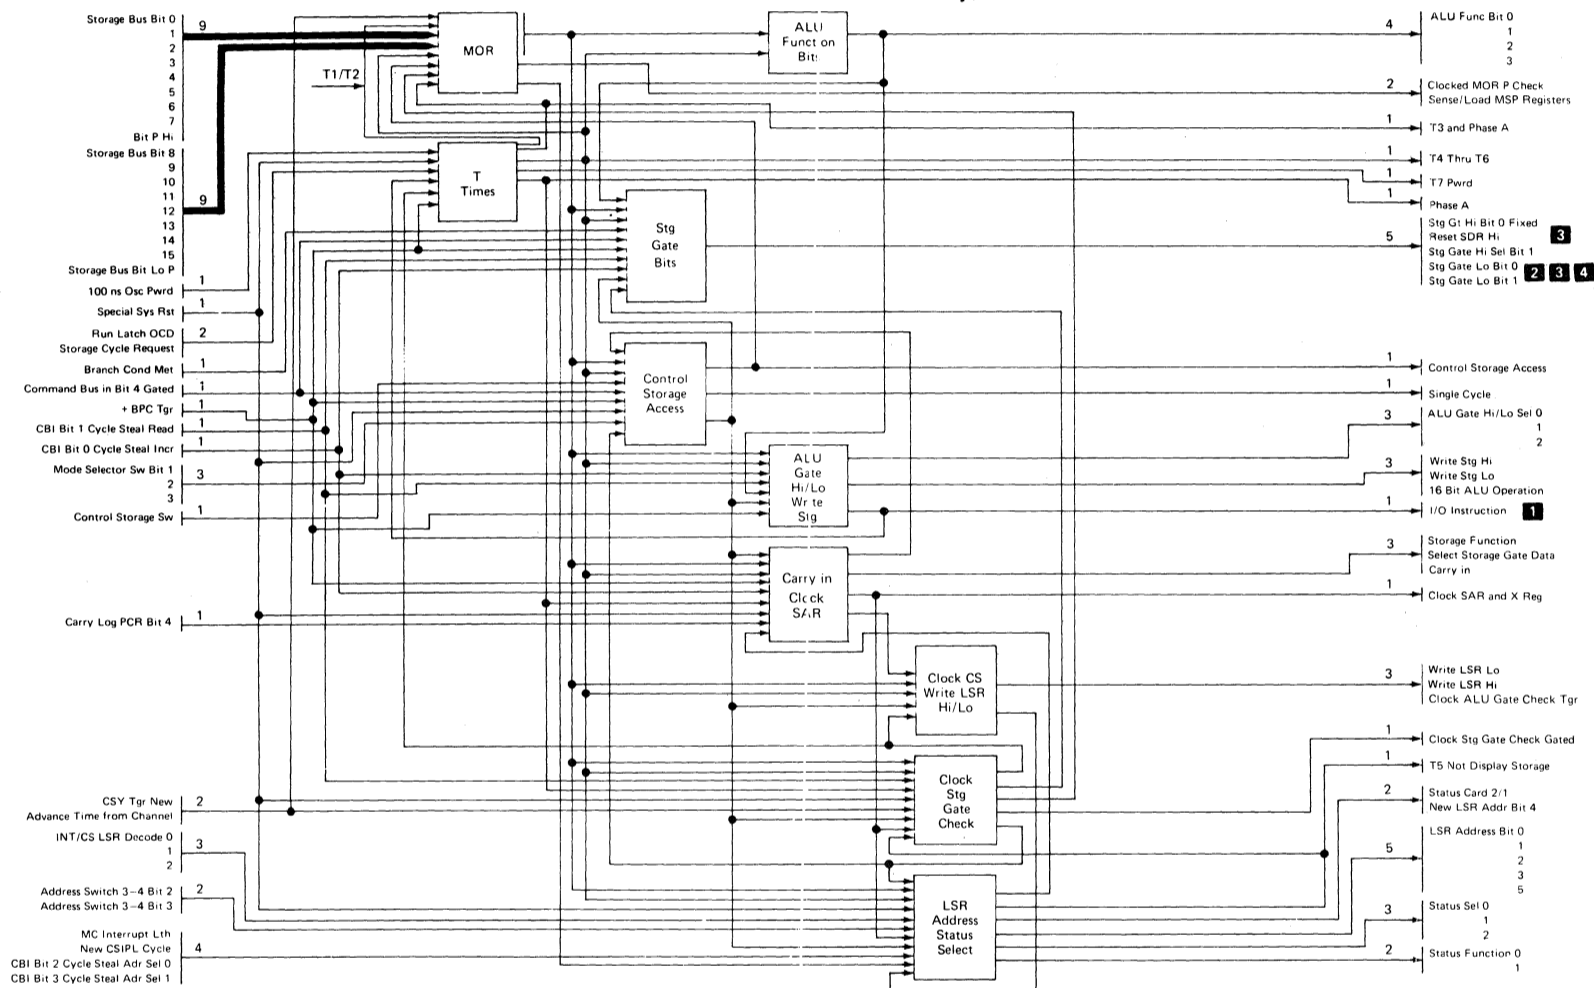 Storage Bus Bit 0
1
2
3
4
5
6
7
Bit P Hi
9
Storage Bus Bit 8
9
10
11
12
13
14
15
Storage Bus Bit Lo P
9
100 ns Osc Pwrd
1
Special Sys Rst
1
Run Latch OCD
Storage Cycle Request
2
Branch Cond Met
1
Command Bus in Bit 4 Gated
1
+ BPC Tgr
1
CBI Bit 1 Cycle Steal Read
1
CBI Bit 0 Cycle Steal Incr
1
Mode Selector Sw Bit 1
2
3
3
Control Storage Sw
1
Carry Log PCR Bit 4
1
CSY Tgr New
Advance Time from Channel
2
INT/CS LSR Decode 0
1
2
3
Address Switch 3-4 Bit 2
Address Switch 3-4 Bit 3
2
MC Interrupt Lth
New CSIPL Cycle
CBI Bit 2 Cycle Steal Adr Sel 0
CBI Bit 3 Cycle Steal Adr Sel 1
4
T1/T2
MOR
T
Times
ALU
Funct on
Bits
Stg
Gate
Bits
Control
Storage
Access
ALU
Gate
Hi/Lo
Wr te
Stg
Carry in
Clock
SAR
Clock CS
Write LSR
Hi/Lo
Clock
Stg
Gate
Check
LSR
Address
Status
Select
4
ALU Func Bit 0
1
2
3
2
Clocked MOR P Check
Sense/Load MSP Registers
1
T3 and Phase A
1
T4 Thru T6
1
T7 Pwrd
1
Phase A
5
Stg Gt Hi Bit 0 Fixed
Reset SDR Hi 3
Stg Gate Hi Sel Bit 1
Stg Gate Lo Bit 0 2 3 4
Stg Gate Lo Bit 1
1
Control Storage Access
1
Single Cycle
3
ALU Gate Hi/Lo Sel 0
1
2
3
Write Stg Hi
Write Stg Lo
16 Bit ALU Operation
1
I/O Instruction 1
3
Storage Function
Select Storage Gate Data
Carry in
1
Clock SAR and X Reg
3
Write LSR Lo
Write LSR Hi
Clock ALU Gate Check Tgr
1
Clock Stg Gate Check Gated
1
T5 Not Display Storage
2
Status Card 2/1
New LSR Addr Bit 4
5
LSR Address Bit 0
1
2
3
5
3
Status Sel 0
1
2
2
Status Function 0
1